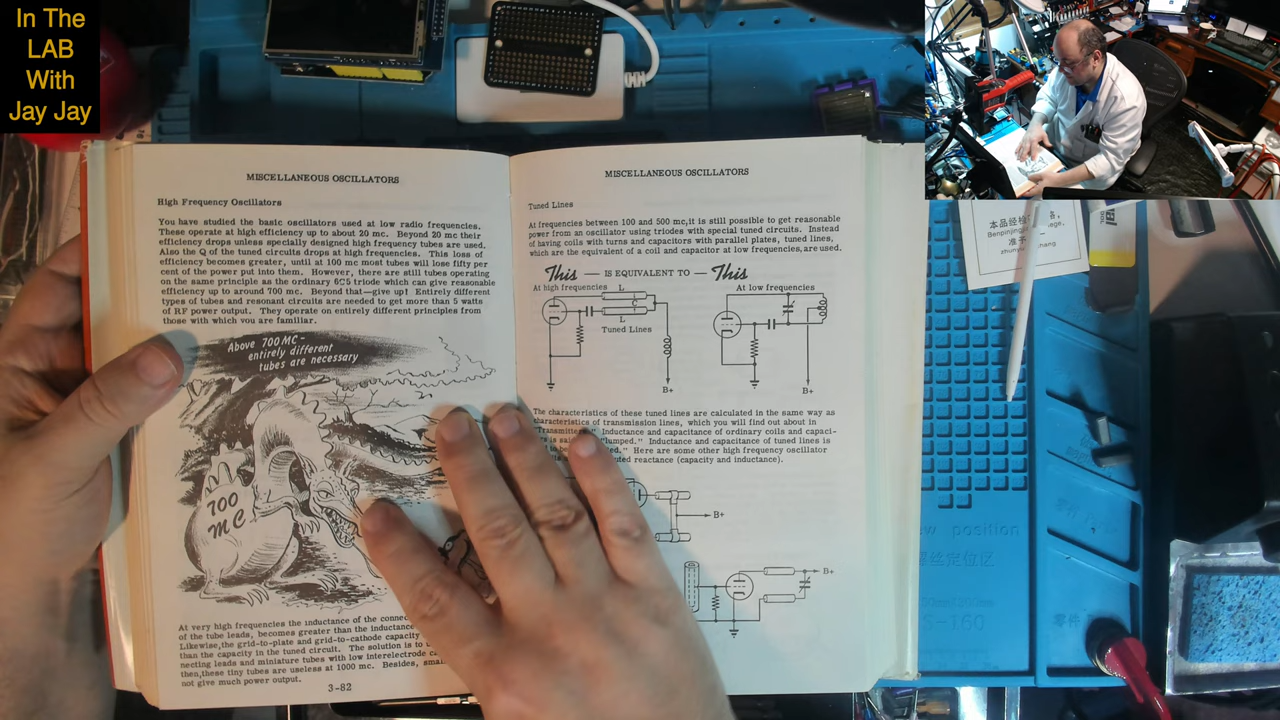 In The
LAB
With
Jay Jay
MISCELLANEOUS OSCILLATORS
High Frequency Oscillators
You have studied the basic oscillators used at low radio frequencies.
These operate at high efficiency up to about 20 mc. Beyond 20 mc their
efficiency drops unless specially designed high frequency tubes are used.
Also the Q of the tuned circuits drops at high frequencies. This loss of
efficiency becomes greater, until at 100 mc most tubes will lose fifty per
cent of the power put into them. However, there are still tubes operating
on the same principle as the ordinary 6C5 triode which can give reasonable
efficiency up to around 700 mc. Beyond that—give up! Entirely different
types of tubes and resonant circuits are needed to get more than 5 watts
of RF power output. They operate on entirely different principles from
those with which you are familiar.
Above 700 MC-
entirely different
tubes are necessary
700
MC
At very high frequencies the inductance of the connec
of the tube leads, becomes greater than the inductance
Likewise, the grid-to-plate and grid-to-cathode capacity
than the capacity in the tuned circuit. The solution is to
necting leads and miniature tubes with low interelectrode
then, these tiny tubes are useless at 1000 mc. Besides,
not give much power output.
3-82
MISCELLANEOUS OSCILLATORS
Tuned Lines
At frequencies between 100 and 500 mc, it is still possible to get reasonable
power from an oscillator using triodes with special tuned circuits. Instead
of having coils with turns and capacitors with parallel plates, tuned lines,
which are the equivalent of a coil and capacitor at low frequencies, are used.
This — IS EQUIVALENT TO — This
At high frequencies
L
C
L
Tuned Lines
B+
At low frequencies
B+
The characteristics of these tuned lines are calculated in the same way as
characteristics of transmission lines, which you will find out about in
"Transmitters." Inductance and capacitance of ordinary coils and capaci-
is "lumped." Inductance and capacitance of tuned lines is
Here are some other high frequency oscillator
reactance (capacity and inductance).
B+
B+
本品经
格,
准予
position
丝定位区
零件